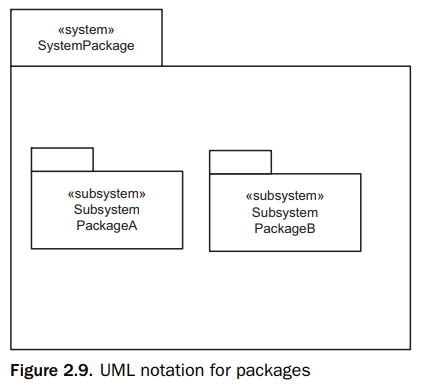 «system»
SystemPackage
«subsystem»
Subsystem
PackageA
«subsystem»
Subsystem
PackageB
Figure 2.9. UML notation for packages